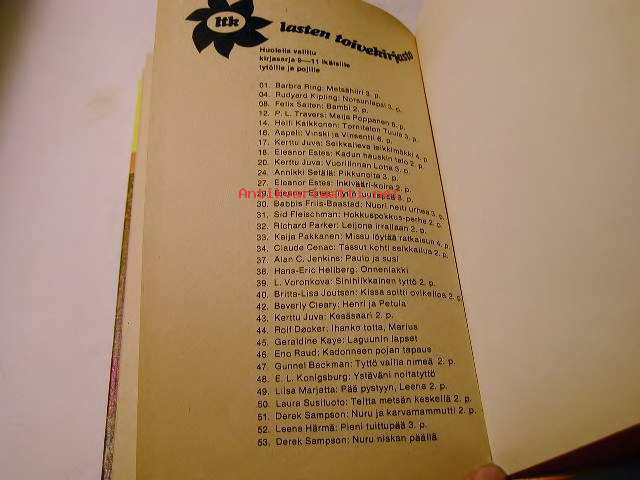 ltk
lasten toivekirjasto
Huolella valittu
kirjasarja 9—11 ikäisille
tytöille ja pojille
01. Barbra Ring: Metsähiiri 3. p.
04. Rudyard Kipling: Norsunlapsi 3. p.
08. Felix Salten: Bambi 2. p.
12. P. L. Travers: Maija Poppanen 6. p.
14. Heili Kaikkonen: Tornitalon Tuula 3. p.
16. Aspeli: Vinski ja Vinsentti 6. p.
17. Kerttu Juva: Seikkaileva leikkimökki 4. p.
18. Eleanor Estes: Kadun hauskin talo 2. p.
20. Kerttu Juva: Vuorilinnan Lotta 3. p.
24. Annikki Setälä: Pikkunoita 3. p.
27. Eleanor Estes: Inkivääri-koira 2. p.
29. Eleanor Estes:
30. Babbis Friis-Baastad: Nuori neiti urhea 3. p.
31. Sid Fleischman: Hokkuspokkus-perhe 2. p.
32. Richard Parker: Leijona irrallaan 2. p.
33. Kaija Pakkanen: Missu löytää ratkaisun 4. p.
34. Claude Cenac: Tassut kohti seikkailua 2. p.
37. Alan C. Jenkins: Paulo ja susi
38. Hans-Eric Hellberg: Onnenlakki
39. L. Voronkova: Sinihilkkainen tyttö 2. p.
40. Britta-Lisa Joutsen: Kissa soitti ovikelloa 2. p.
42. Beverly Cleary: Henri ja Petula
43. Kerttu Juva: Kesäsaari 2. p.
44. Rolf Døcker: Ihanko totta, Marius
45. Geraldine Kaye: Laguunin lapset
46. Eno Raud: Kadonneen pojan tapaus
47. Gunnel Beckman: Tyttö vailla nimeä 2. p.
48. E. L. Konigsburg: Ystäväni noitatyttö
49. Liisa Marjatta: Pää pystyyn, Leena 2. p.
50. Laura Susiluoto: Teltta metsän keskellä 2. p.
51. Derek Sampson: Nuru ja karvamammutti 2. p.
52. Leena Härmä: Pieni tuittupää 3. p.
53. Derek Sampson: Nuru niskan päällä